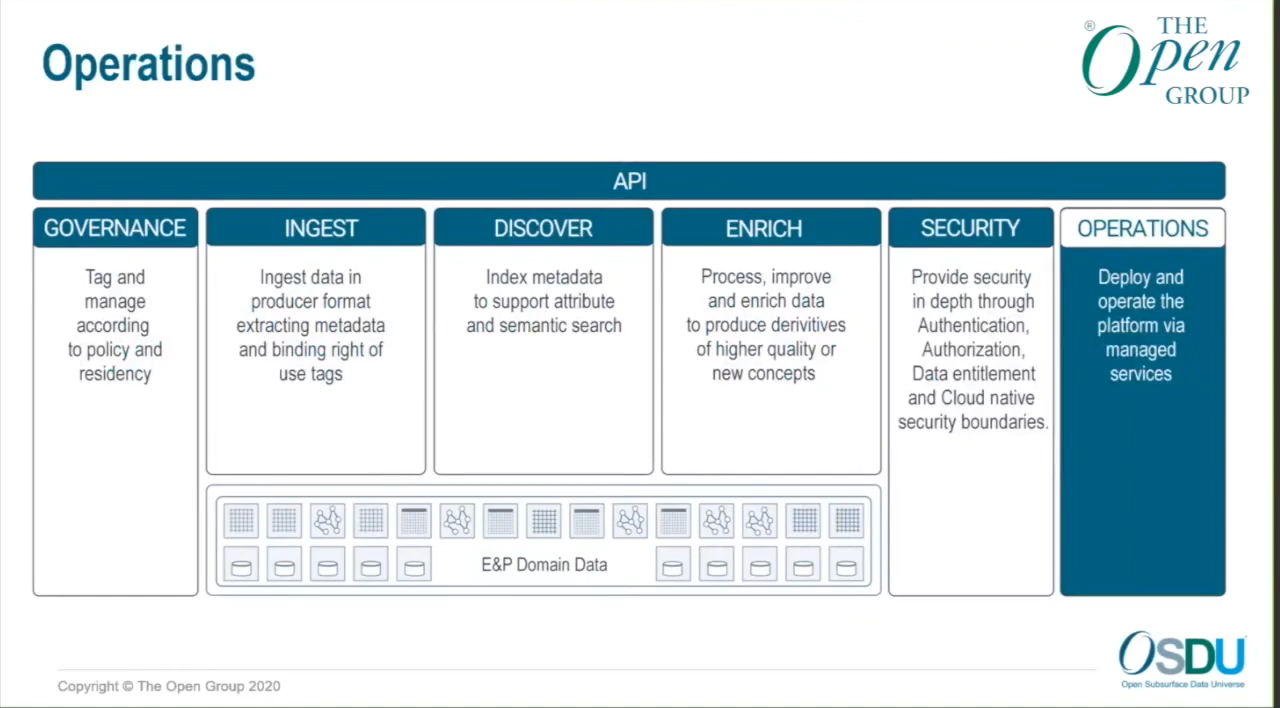 Operations
® THE
Open
GROUP
API
GOVERNANCE
Tag and
manage
according
to policy and
residency
INGEST
Ingest data in
producer format
extracting metadata
and binding right of
use tags
DISCOVER
Index metadata
to support attribute
and semantic search
ENRICH
Process, improve
and enrich data
to produce derivitives
of higher quality or
new concepts
SECURITY
Provide security
in depth through
Authentication,
Authorization,
Data entitlement
and Cloud native
security boundaries.
OPERATIONS
Deploy and
operate the
platform via
managed
services
E&P Domain Data
OSDU
Open Subsurface Data Universe
Copyright © The Open Group 2020